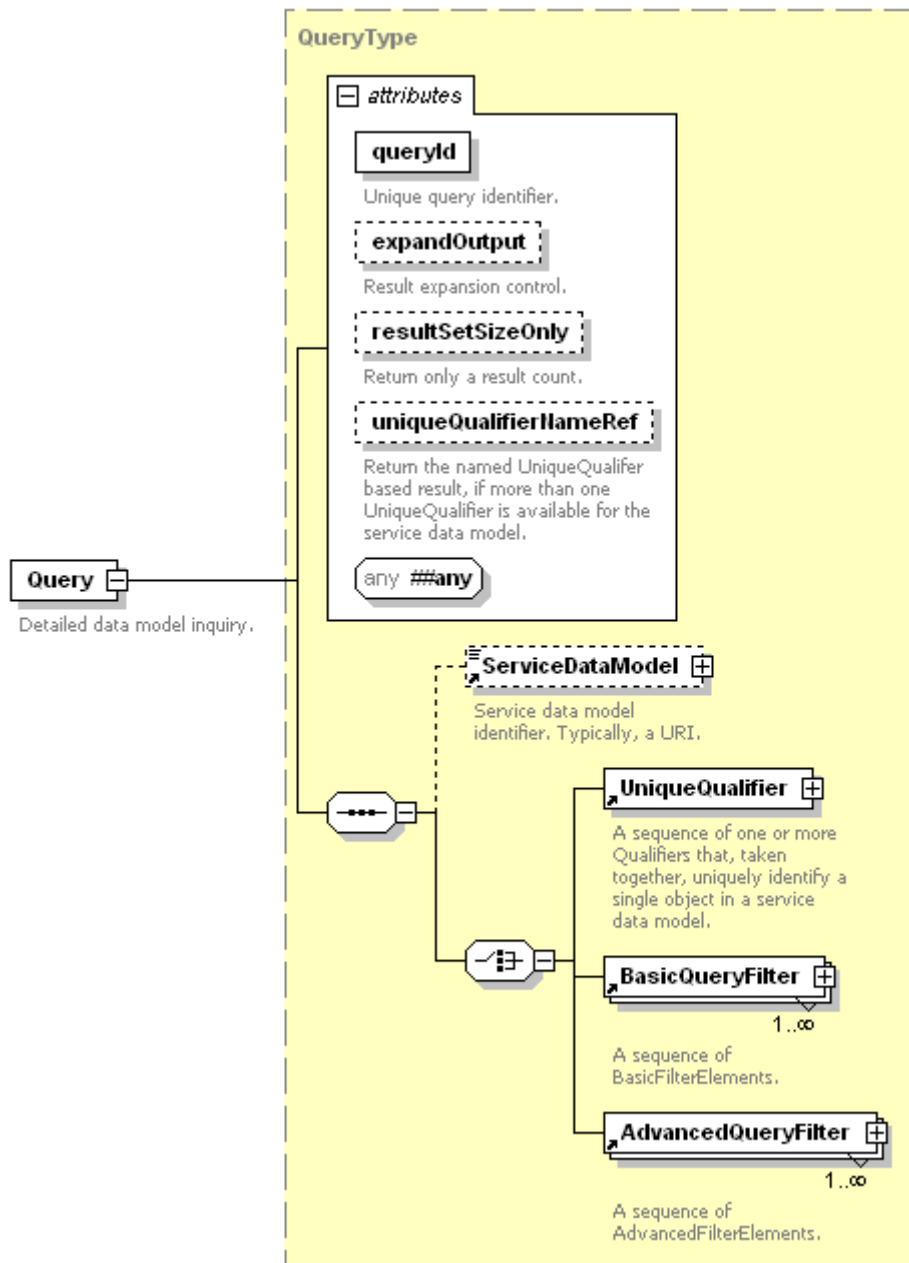 QueryType
attributes
queryId
Unique query identifier.
expandOutput
Result expansion control.
resultSetSizeOnly
Return only a result count.
uniqueQualifierNameRef
Return the named UniqueQualifer
based result, if more than one
UniqueQualifier is available for the
service data model.
any ##any
Query
Detailed data model inquiry.
ServiceDataModel
Service data model
identifier. Typically, a URI.
UniqueQualifier
A sequence of one or more
Qualifiers that, taken
together, uniquely identify a
single object in a service
data model.
BasicQueryFilter
1..∞
A sequence of
BasicFilterElements.
AdvancedQueryFilter
1..∞
A sequence of
AdvancedFilterElements.